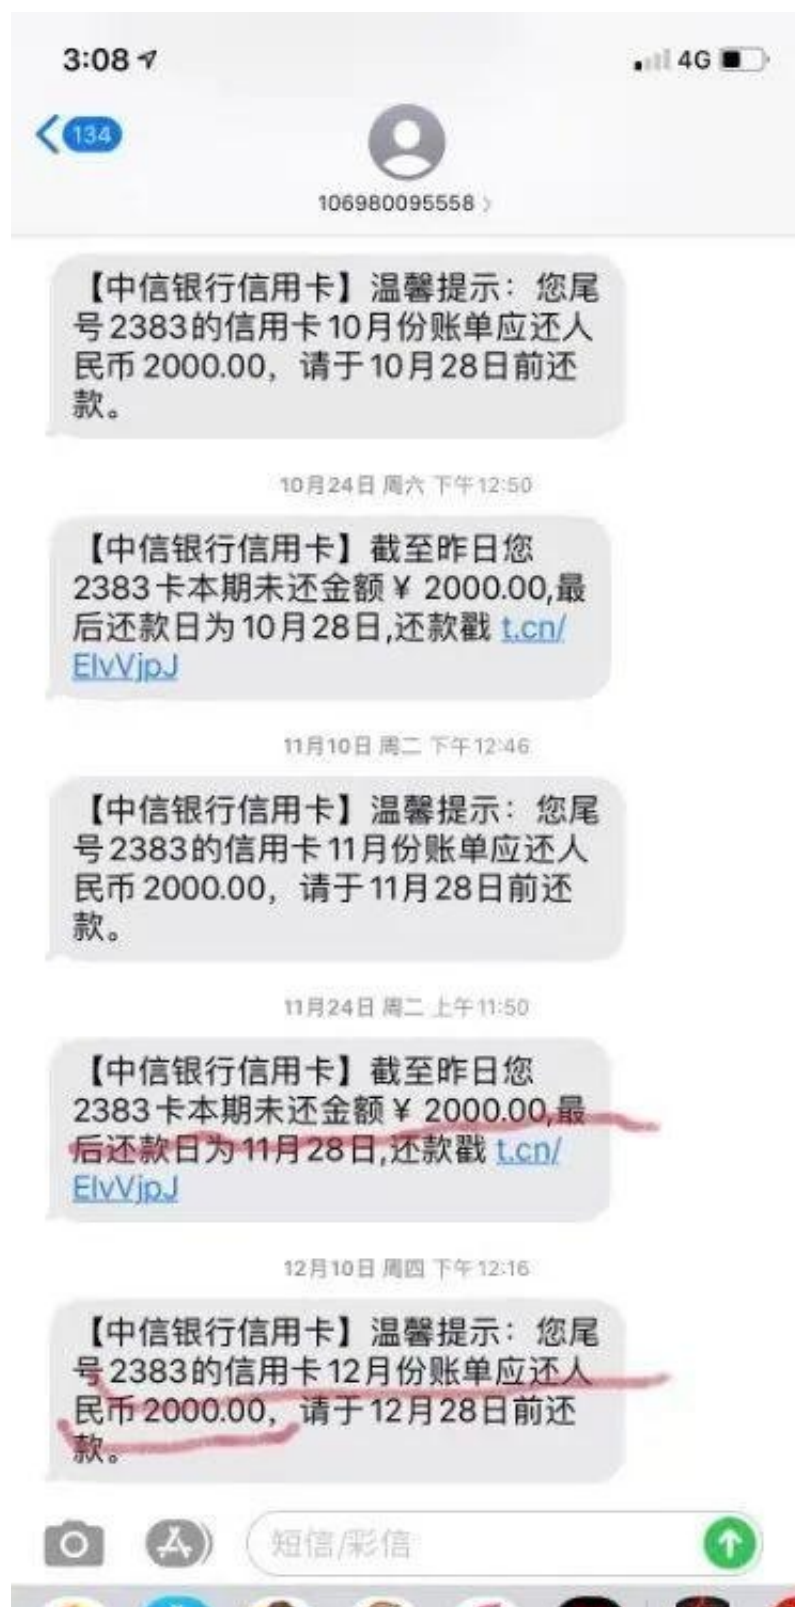 3:08
4G
134
106980095558
【中信银行信用卡】温馨提示：您尾
号2383的信用卡10月份账单应还人
民币2000.00，请于10月28日前还
款。
10月24日 周六 下午12:50
【中信银行信用卡】截至昨日您
2383卡本期未还金额¥ 2000.00,最
后还款日为10月28日,还款戳 t.cn/
ElvVjpJ
11月10日 周二 下午12:46
【中信银行信用卡】温馨提示：您尾
号2383的信用卡11月份账单应还人
民币2000.00，请于11月28日前还
款。
11月24日 周二 上午11:50
【中信银行信用卡】截至昨日您
2383卡本期未还金额¥ 2000.00,最
后还款日为11月28日,还款戳 t.cn/
ElvVjpJ
12月10日 周四 下午12:16
【中信银行信用卡】温馨提示：您尾
号2383的信用卡12月份账单应还人
民币2000.00，请于12月28日前还
款。
短信/彩信